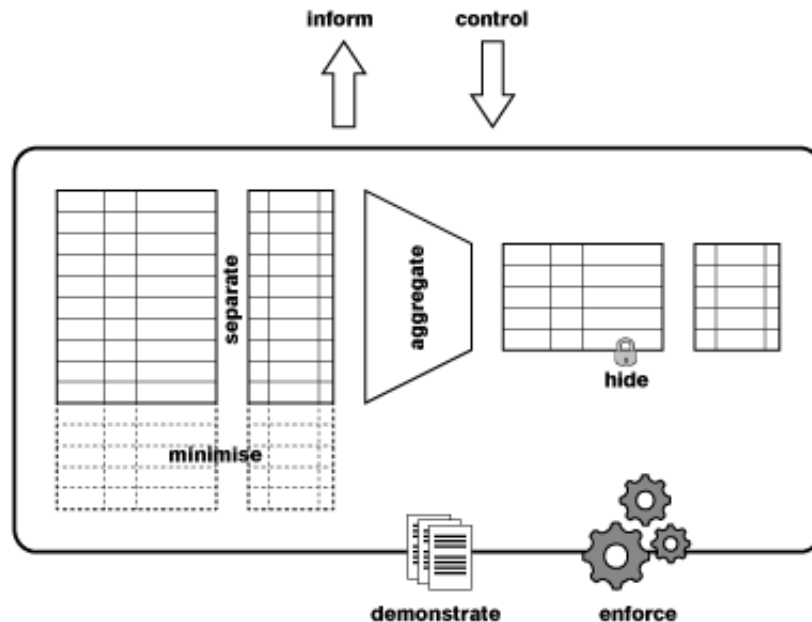 inform
control
separate
aggregate
hide
minimise
demonstrate
enforce